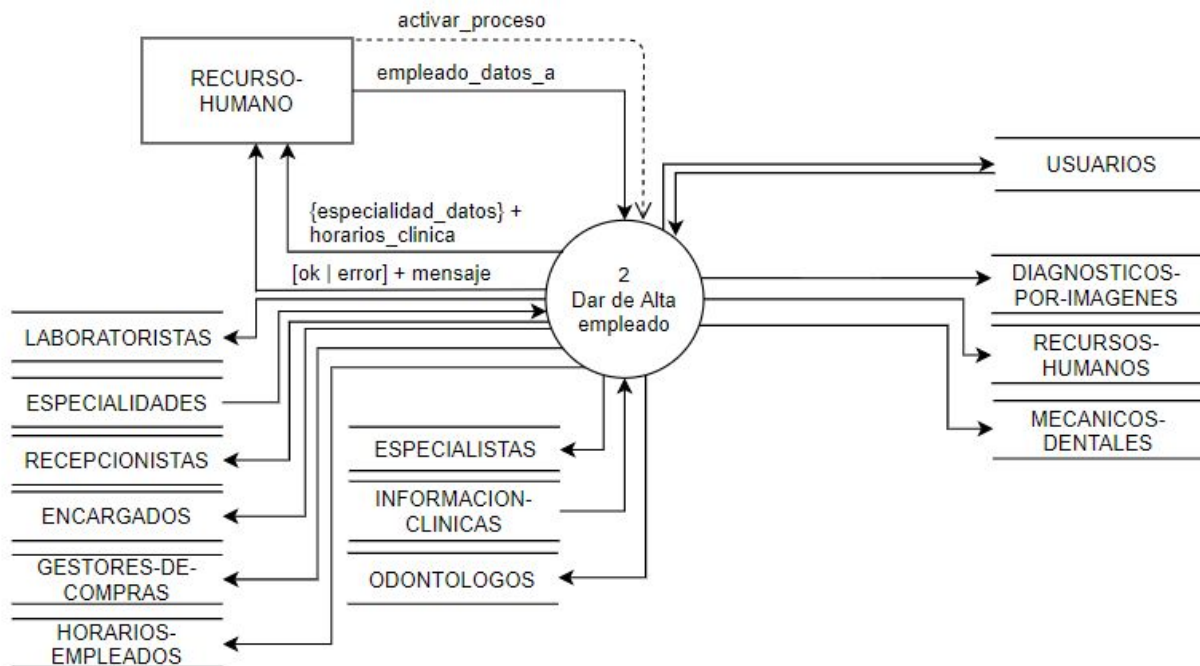 activar_proceso
RECURSO-
HUMANO
empleado_datos_a
USUARIOS
{especialidad_datos} +
horarios_clinica
[ok | error] + mensaje
2
Dar de Alta
empleado
DIAGNOSTICOS-
POR-IMAGENES
LABORATORISTAS
RECURSOS-
HUMANOS
ESPECIALIDADES
MECANICOS-
DENTALES
RECEPCIONISTAS
ESPECIALISTAS
ENCARGADOS
INFORMACION-
CLINICAS
GESTORES-DE-
COMPRAS
ODONTOLOGOS
HORARIOS-
EMPLEADOS